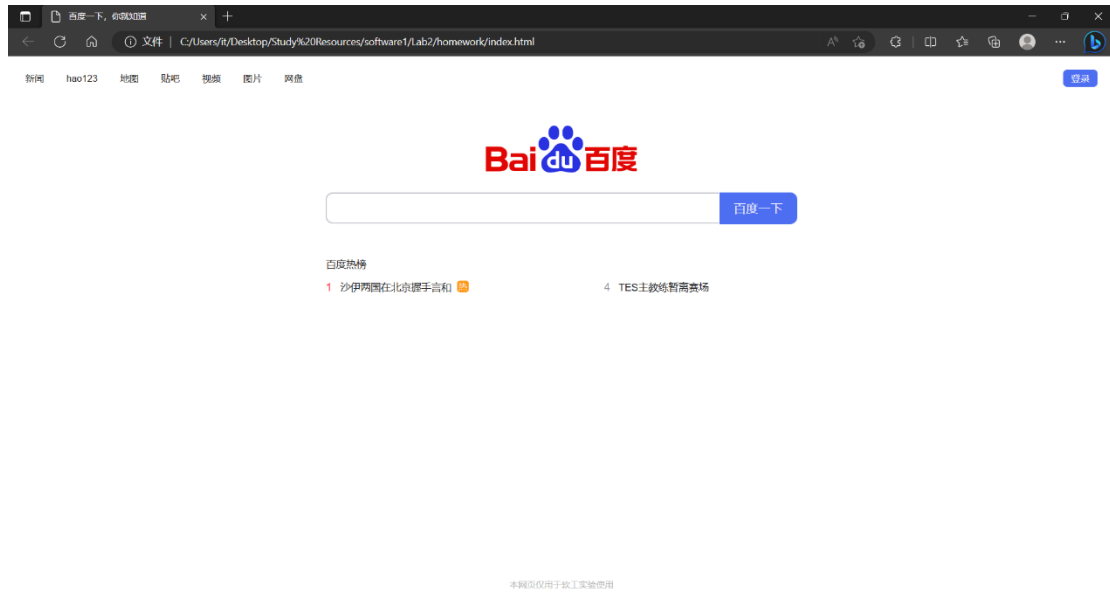 百度一下，你就知道
文件 | C:/Users/it/Desktop/Study%20Resources/software1/Lab2/homework/index.html
新闻 hao123 地图 贴吧 视频 图片 网盘 登录
Bai du 百度
百度一下
百度热榜
1 沙伊两国在北京握手言和 热
4 TES主教练暂离赛场
本网页仅用于软工实验使用